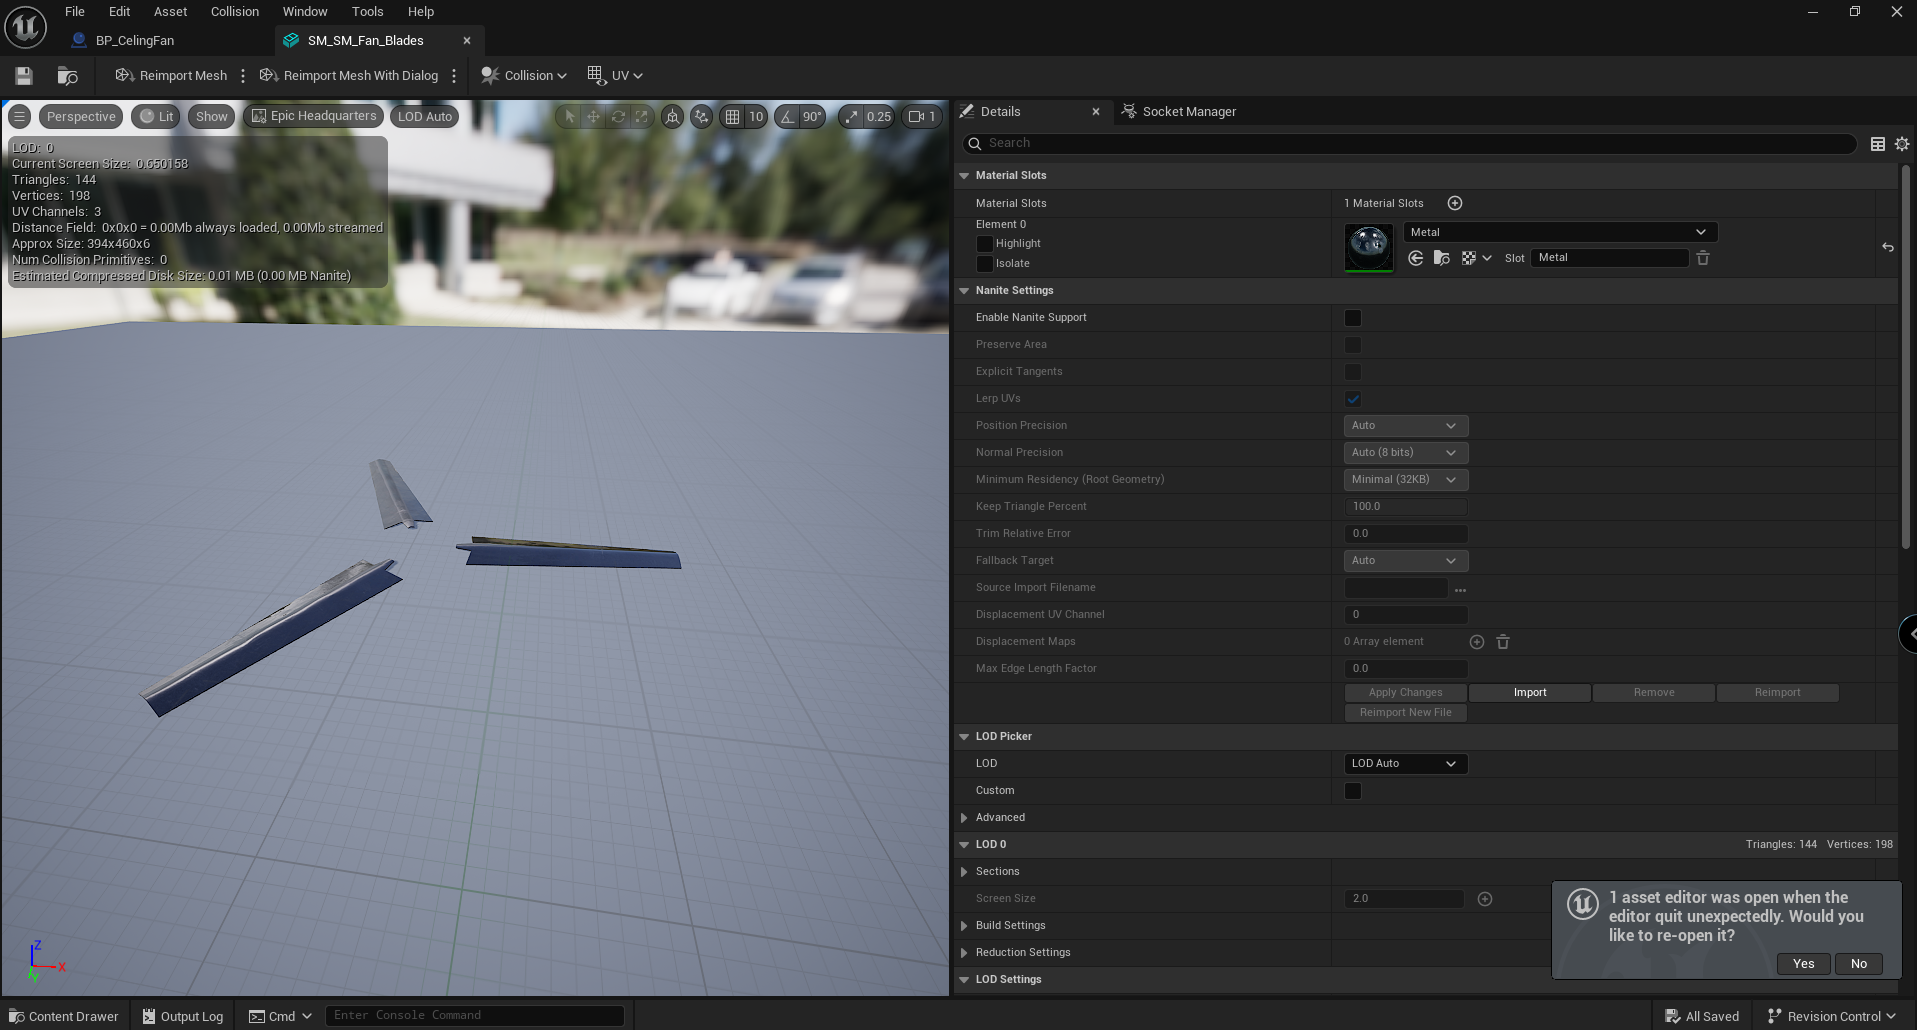 File Edit Asset Collision Window Tools Help
BP_CelingFan
SM_SM_Fan_Blades
Reimport Mesh
Reimport Mesh With Dialog
Collision
UV
Perspective
Lit
Show
Epic Headquarters
LOD Auto
10
90°
0.25
1
LOD: 0
Current Screen Size: 0.650158
Triangles: 144
Vertices: 198
UV Channels: 3
Distance Field: 0x0x0 = 0.00Mb always loaded, 0.00Mb streamed
Approx Size: 394x460x6
Num Collision Primitives: 0
Estimated Compressed Disk Size: 0.01 MB (0.00 MB Nanite)
Z
X
Y
Details
Socket Manager
Search
Material Slots
Material Slots
1 Material Slots
Element 0
Highlight
Isolate
Metal
Slot
Metal
Nanite Settings
Enable Nanite Support
Preserve Area
Explicit Tangents
Lerp UVs
Position Precision
Auto
Normal Precision
Auto (8 bits)
Minimum Residency (Root Geometry)
Minimal (32KB)
Keep Triangle Percent
100.0
Trim Relative Error
0.0
Fallback Target
Auto
Source Import Filename
...
Displacement UV Channel
0
Displacement Maps
0 Array element
Max Edge Length Factor
0.0
Apply Changes
Import
Remove
Reimport
Reimport New File
LOD Picker
LOD
LOD Auto
Custom
Advanced
LOD 0
Triangles: 144 Vertices: 198
Sections
Screen Size
2.0
Build Settings
Reduction Settings
LOD Settings
1 asset editor was open when the
editor quit unexpectedly. Would you
like to re-open it?
Yes
No
Content Drawer
Output Log
Cmd
Enter Console Command
All Saved
Revision Control